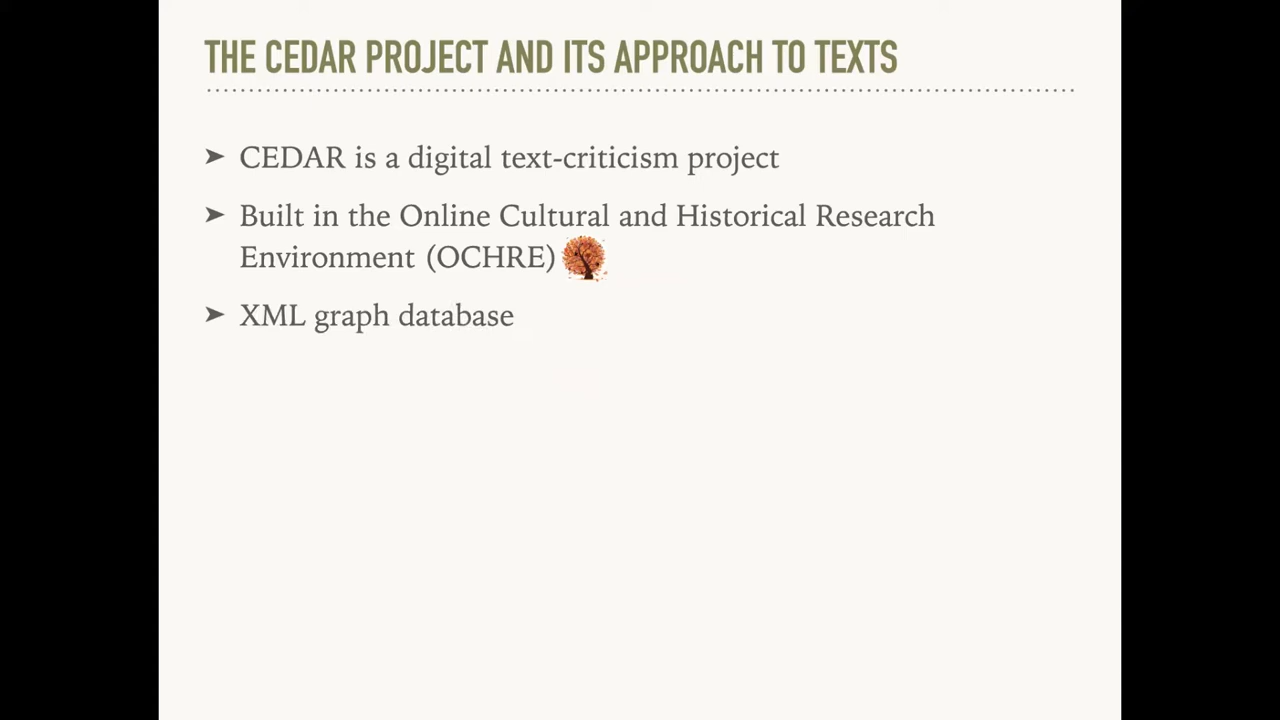 THE CEDAR PROJECT AND ITS APPROACH TO TEXTS
➤ CEDAR is a digital text-criticism project
➤ Built in the Online Cultural and Historical Research
Environment (OCHRE)
➤ XML graph database